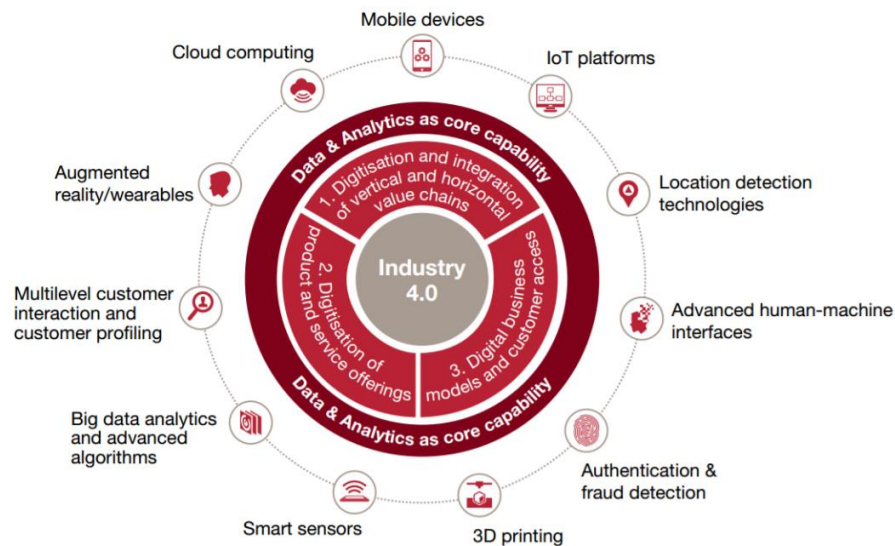 Mobile devices
Cloud computing
IoT platforms
Augmented
reality/wearables
Location detection
technologies
Multilevel customer
interaction and
customer profiling
Advanced human-machine
interfaces
Big data analytics
and advanced
algorithms
Authentication &
fraud detection
Smart sensors
3D printing
Data & Analytics as core capability
1. Digitisation and integration
of vertical and horizontal
value chains
2. Digitisation of
product and service offerings
3. Digital business
models and customer access
Industry
4.0
Data & Analytics as core capability